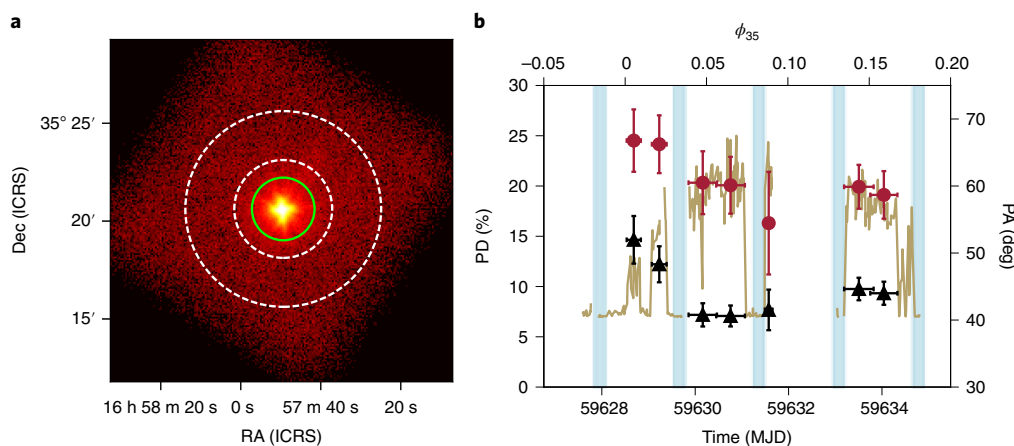 a
35° 25′
20′
15′
Dec (ICRS)
16 h 58 m 20 s
0 s
57 m 40 s
20 s
RA (ICRS)
b
ϕ35
–0.05
0
0.05
0.10
0.15
0.20
30
25
20
15
10
5
0
PD (%)
70
60
50
40
30
PA (deg)
59628
59630
59632
59634
Time (MJD)